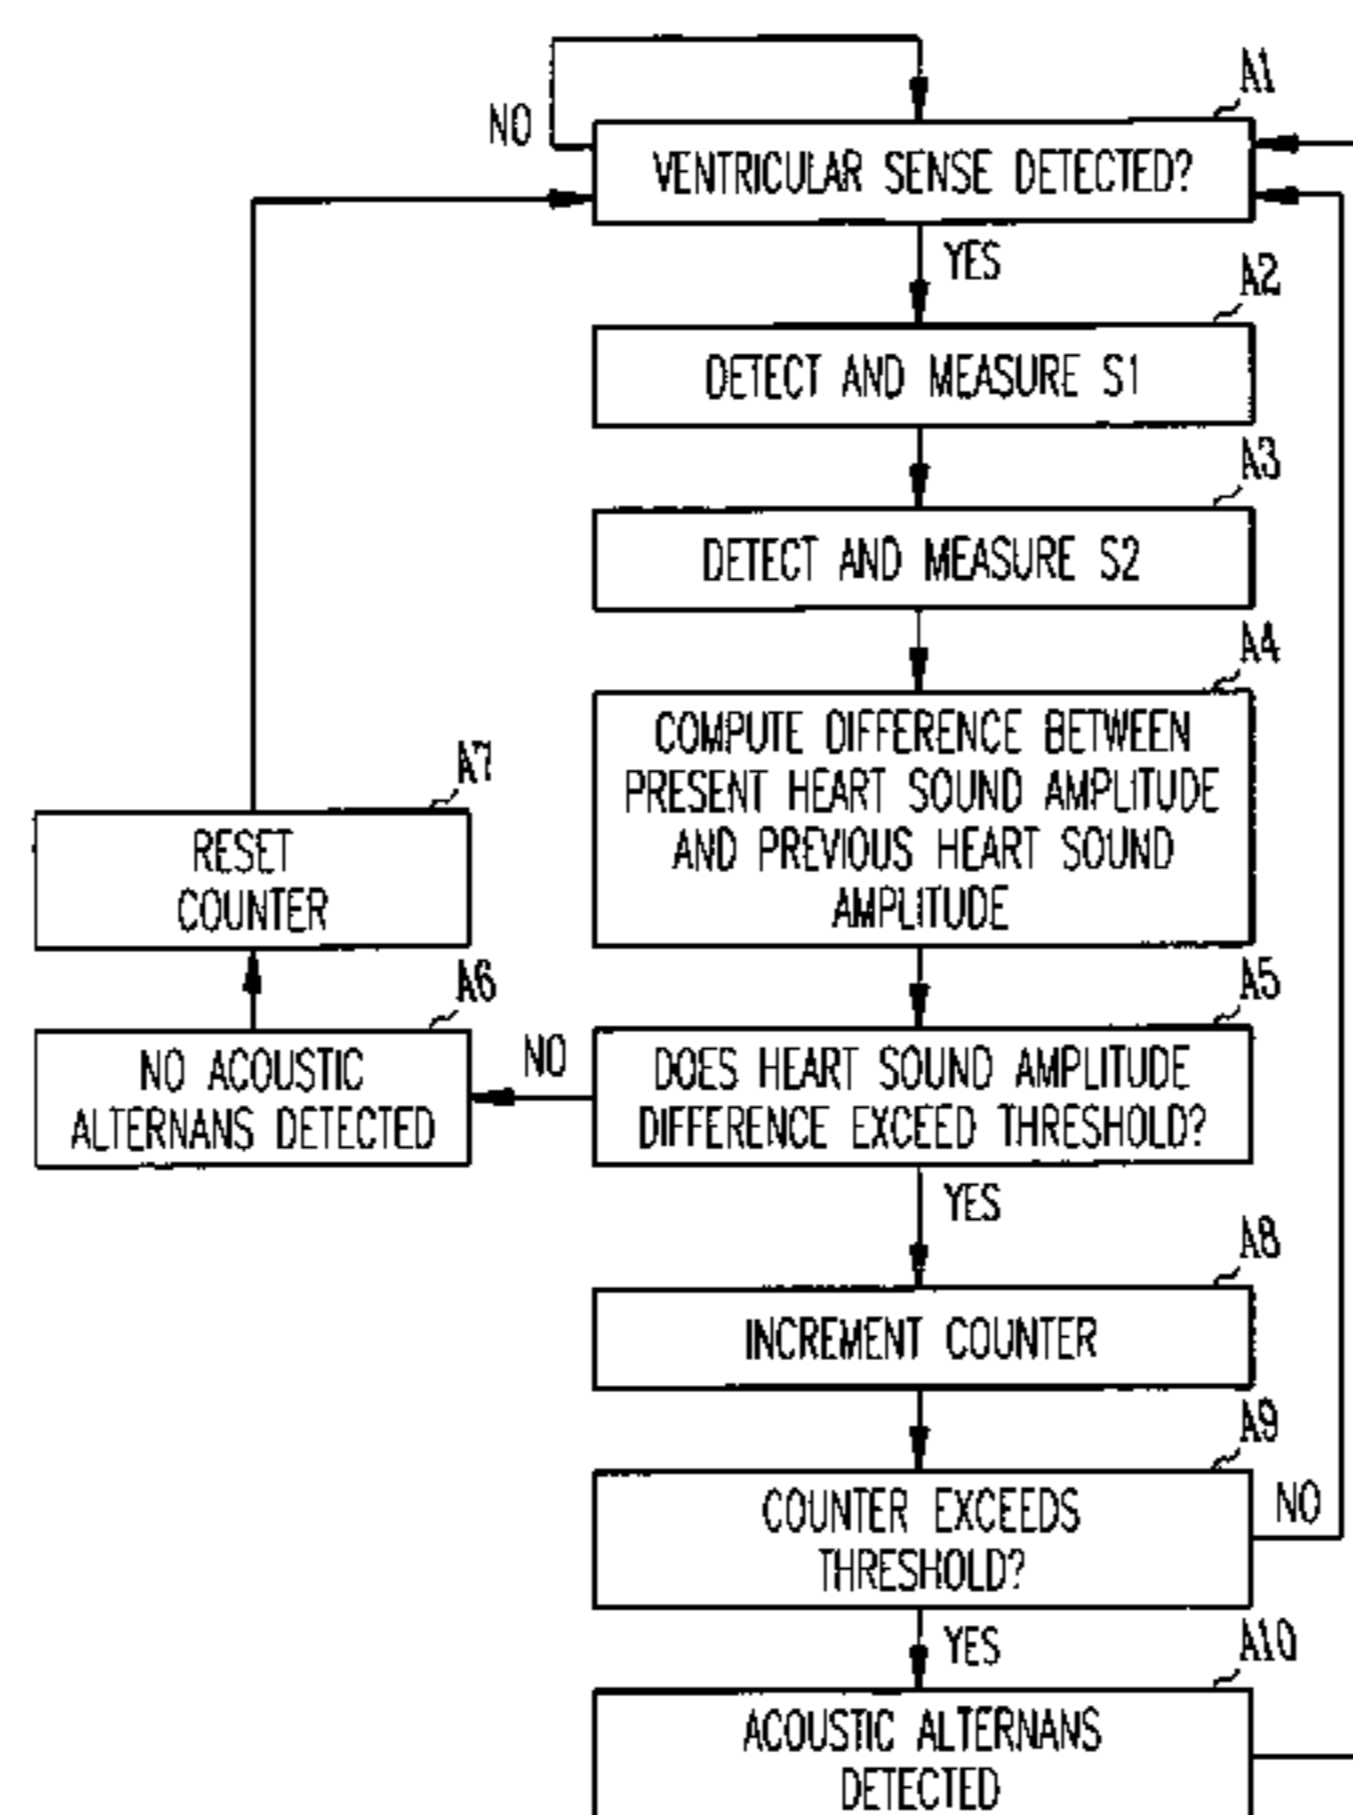 A1
NO
VENTRICULAR SENSE DETECTED?
YES
A2
DETECT AND MEASURE S1
A3
DETECT AND MEASURE S2
A4
COMPUTE DIFFERENCE BETWEEN
PRESENT HEART SOUND AMPLITUDE
AND PREVIOUS HEART SOUND
AMPLITUDE
A7
RESET
COUNTER
A6
NO ACOUSTIC
ALTERNANS DETECTED
NO
A5
DOES HEART SOUND AMPLITUDE
DIFFERENCE EXCEED THRESHOLD?
YES
A8
INCREMENT COUNTER
A9
COUNTER EXCEEDS
THRESHOLD?
NO
YES
A10
ACOUSTIC ALTERNANS
DETECTED